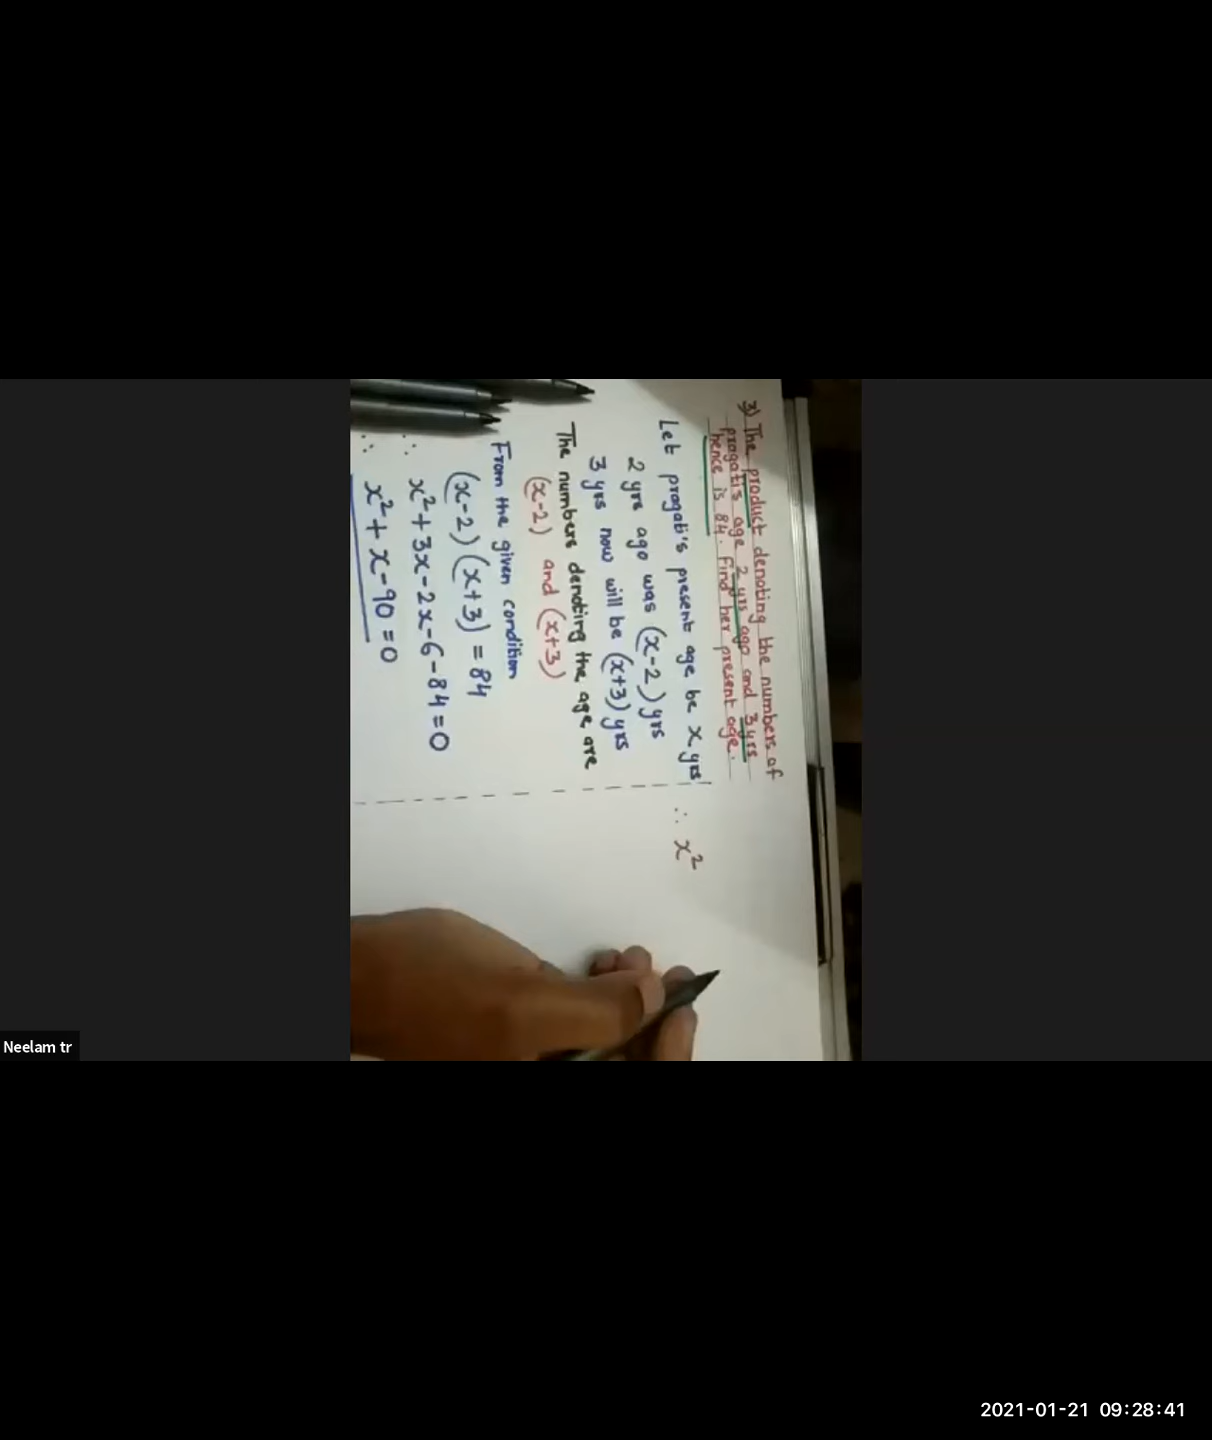 3) The product denoting the numbers of
pragati's age 2 yrs ago and 3 yrs
hence is 84. Find her present age.
Let pragati's present age be x yrs
2 yrs ago was (x-2) yrs
3 yrs now will be (x+3) yrs
The numbers denoting the age are
(x-2) and (x+3)
From the given condition
(x-2) (x+3) = 84
∴ x² + 3x - 2x - 6 - 84 = 0
∴ x² + x - 90 = 0
∴ x²
Neelam tr
2021-01-21 09:28:41